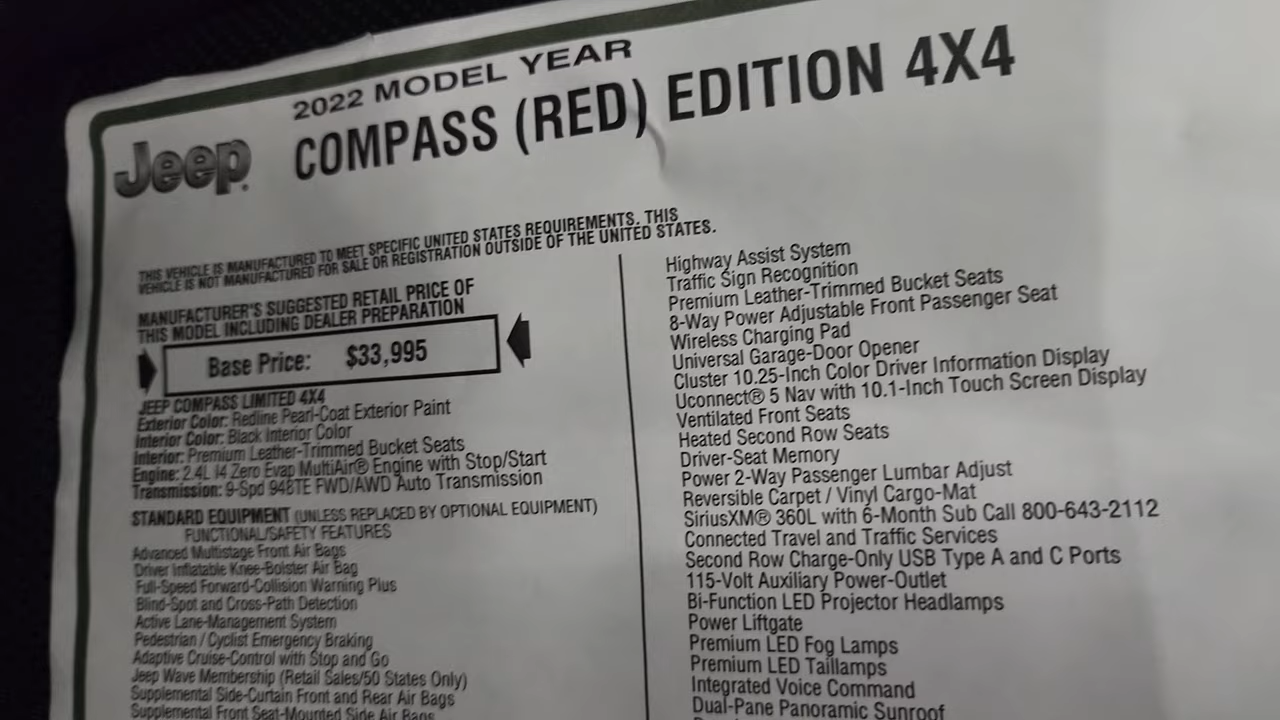 2022 MODEL YEAR
Jeep
COMPASS (RED) EDITION 4X4
THIS VEHICLE IS MANUFACTURED TO MEET SPECIFIC UNITED STATES REQUIREMENTS. THIS
VEHICLE IS NOT MANUFACTURED FOR SALE OR REGISTRATION OUTSIDE OF THE UNITED STATES.
MANUFACTURER'S SUGGESTED RETAIL PRICE OF
THIS MODEL INCLUDING DEALER PREPARATION
Base Price: $33,995
JEEP COMPASS LIMITED 4X4
Exterior Color: Redline Pearl-Coat Exterior Paint
Interior Color: Black Interior Color
Interior: Premium Leather-Trimmed Bucket Seats
Engine: 2.4L I4 Zero Evap MultiAir® Engine with Stop/Start
Transmission: 9-Spd 948TE FWD/AWD Auto Transmission
STANDARD EQUIPMENT (UNLESS REPLACED BY OPTIONAL EQUIPMENT)
FUNCTIONAL/SAFETY FEATURES
Advanced Multistage Front Air Bags
Driver Inflatable Knee-Bolster Air Bag
Full-Speed Forward-Collision Warning Plus
Blind-Spot and Cross-Path Detection
Active Lane-Management System
Pedestrian / Cyclist Emergency Braking
Adaptive Cruise-Control with Stop and Go
Jeep Wave Membership (Retail Sales/50 States Only)
Supplemental Side-Curtain Front and Rear Air Bags
Supplemental Front Seat-Mounted Side Air Bags
Highway Assist System
Traffic Sign Recognition
Premium Leather-Trimmed Bucket Seats
8-Way Power Adjustable Front Passenger Seat
Wireless Charging Pad
Universal Garage-Door Opener
Cluster 10.25-Inch Color Driver Information Display
Uconnect® 5 Nav with 10.1-Inch Touch Screen Display
Ventilated Front Seats
Heated Second Row Seats
Driver-Seat Memory
Power 2-Way Passenger Lumbar Adjust
Reversible Carpet / Vinyl Cargo-Mat
SiriusXM® 360L with 6-Month Sub Call 800-643-2112
Connected Travel and Traffic Services
Second Row Charge-Only USB Type A and C Ports
115-Volt Auxiliary Power-Outlet
Bi-Function LED Projector Headlamps
Power Liftgate
Premium LED Fog Lamps
Premium LED Taillamps
Integrated Voice Command
Dual-Pane Panoramic Sunroof